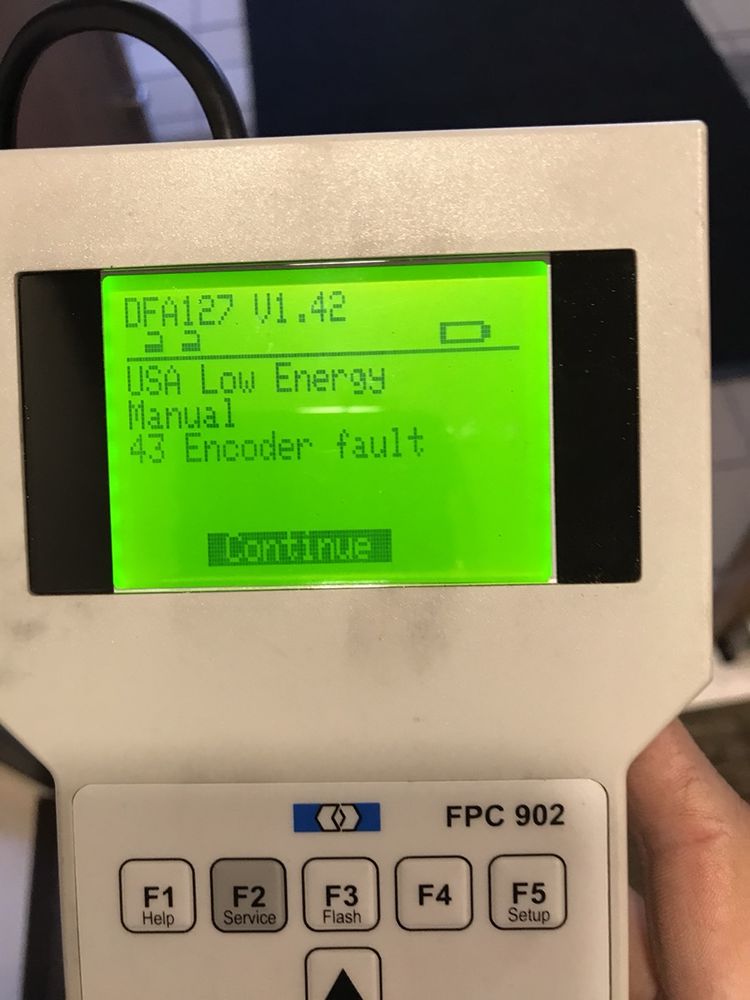 DFA127 V1.42
USA Low Energy
Manual
43 Encoder fault
Continue
FPC 902
F1 F2 F3 F4 F5
Help Service Flash Setup